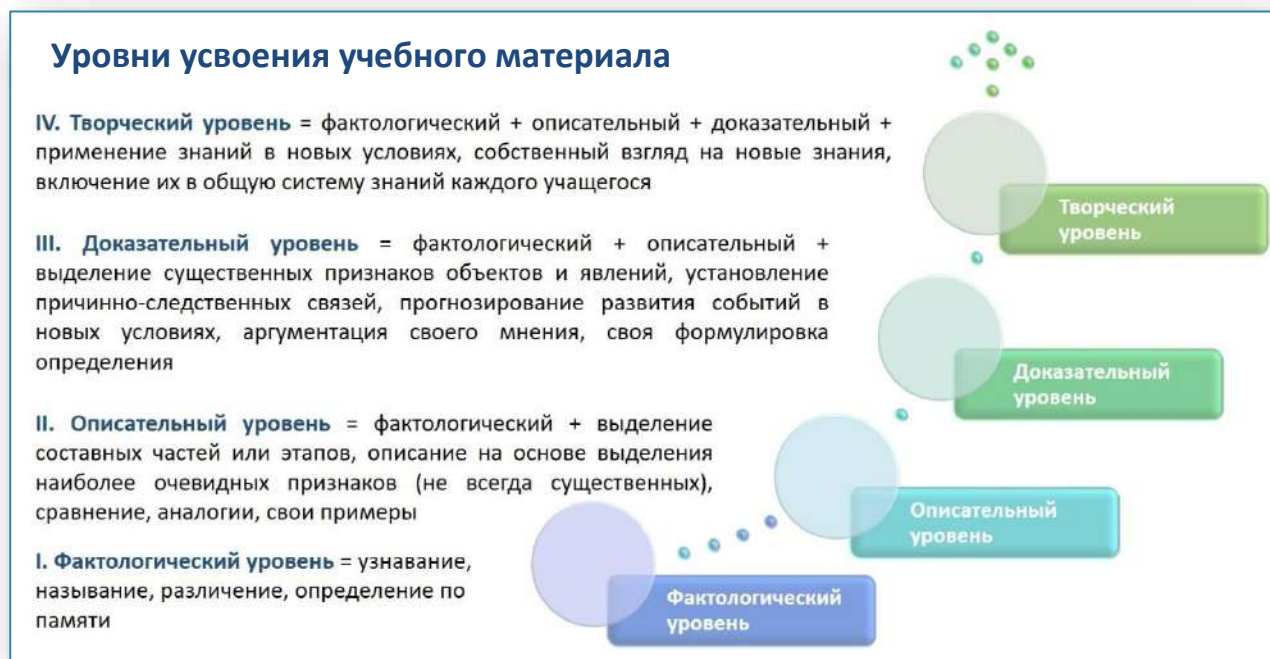 Уровни усвоения учебного материала
IV. Творческий уровень = фактологический + описательный + доказательный +
применение знаний в новых условиях, собственный взгляд на новые знания,
включение их в общую систему знаний каждого учащегося
III. Доказательный уровень = фактологический + описательный +
выделение существенных признаков объектов и явлений, установление
причинно-следственных связей, прогнозирование развития событий в
новых условиях, аргументация своего мнения, своя формулировка
определения
II. Описательный уровень = фактологический + выделение
составных частей или этапов, описание на основе выделения
наиболее очевидных признаков (не всегда существенных),
сравнение, аналогии, свои примеры
I. Фактологический уровень = узнавание,
называние, различение, определение по
памяти
Творческий
уровень
Доказательный
уровень
Описательный
уровень
Фактологический
уровень